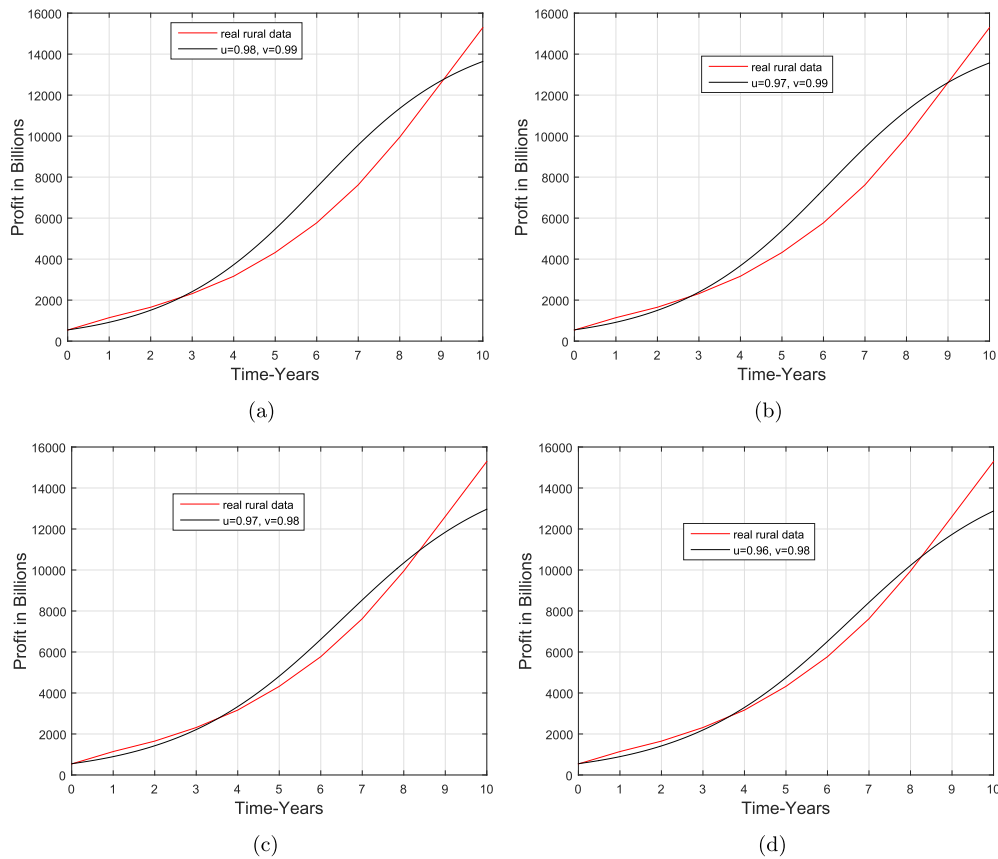 16000
14000
12000
10000
8000
6000
4000
2000
0
Profit in Billions
real rural data
u=0.98, v=0.99
0 1 2 3 4 5 6 7 8 9 10
Time-Years
(a)
16000
14000
12000
10000
8000
6000
4000
2000
0
Profit in Billions
real rural data
u=0.97, v=0.99
0 1 2 3 4 5 6 7 8 9 10
Time-Years
(b)
16000
14000
12000
10000
8000
6000
4000
2000
0
Profit in Billions
real rural data
u=0.97, v=0.98
0 1 2 3 4 5 6 7 8 9 10
Time-Years
(c)
16000
14000
12000
10000
8000
6000
4000
2000
0
Profit in Billions
real rural data
u=0.96, v=0.98
0 1 2 3 4 5 6 7 8 9 10
Time-Years
(d)